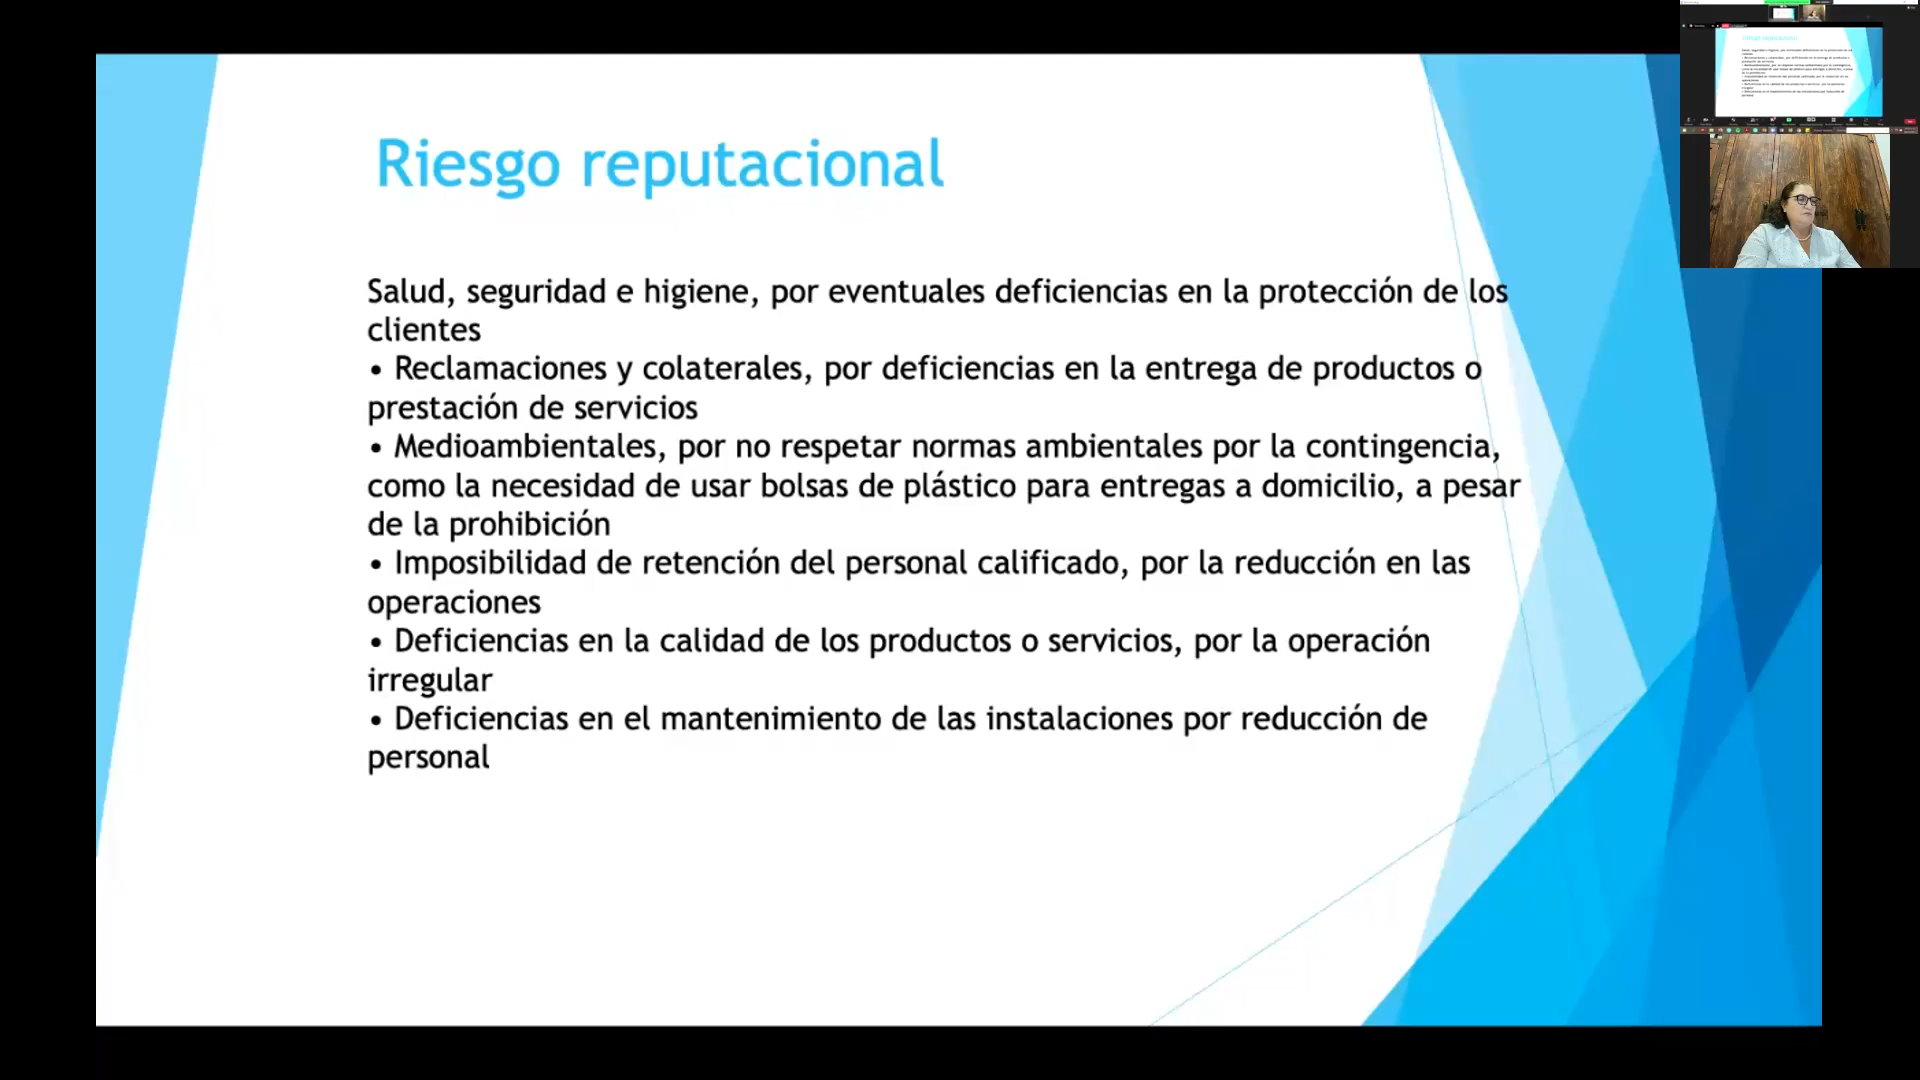 Riesgo reputacional
Salud, seguridad e higiene, por eventuales deficiencias en la protección de los
clientes
• Reclamaciones y colaterales, por deficiencias en la entrega de productos o
prestación de servicios
• Medioambientales, por no respetar normas ambientales por la contingencia,
como la necesidad de usar bolsas de plástico para entregas a domicilio, a pesar
de la prohibición
• Imposibilidad de retención del personal calificado, por la reducción en las
operaciones
• Deficiencias en la calidad de los productos o servicios, por la operación
irregular
• Deficiencias en el mantenimiento de las instalaciones por reducción de
personal